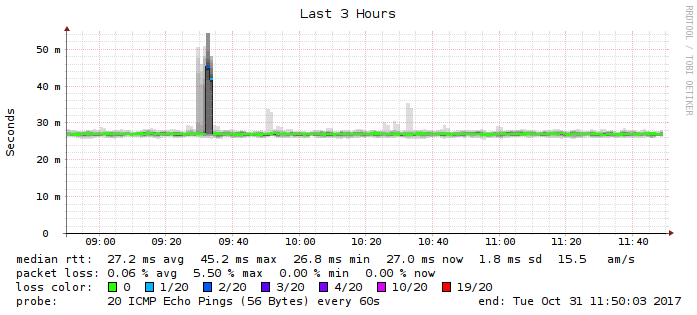 Last 3 Hours
RRDTOOL / TOBI OETIKER
Seconds
50 m
40 m
30 m
20 m
10 m
0
09:00 09:20 09:40 10:00 10:20 10:40 11:00 11:20 11:40
median rtt: 27.2 ms avg 45.2 ms max 26.8 ms min 27.0 ms now 1.8 ms sd 15.5 am/s
packet loss: 0.06 % avg 5.50 % max 0.00 % min 0.00 % now
loss color: 0 1/20 2/20 3/20 4/20 10/20 19/20
probe: 20 ICMP Echo Pings (56 Bytes) every 60s end: Tue Oct 31 11:50:03 2017